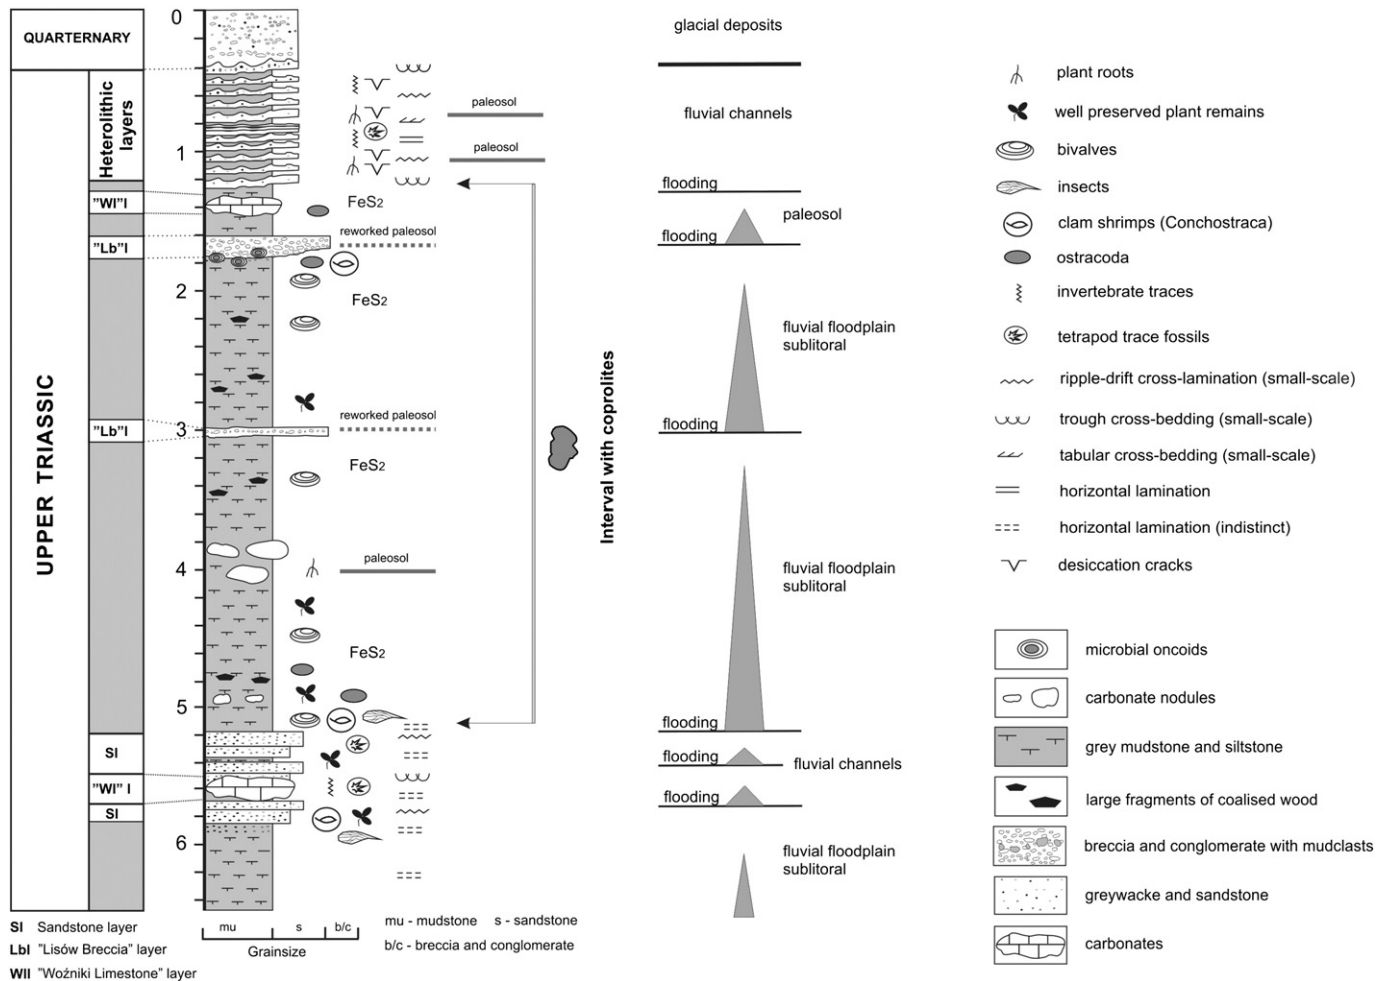 QUARTERNARY
UPPER TRIASSIC
Heterolithic
layers
"Wl"l
"Lb"l
"Lb"l
Sl
"Wl" l
Sl
0
1
2
3
4
5
6
FeS2
reworked paleosol
FeS2
reworked paleosol
FeS2
paleosol
FeS2
paleosol
paleosol
Interval with coprolites
glacial deposits
fluvial channels
flooding
paleosol
flooding
fluvial floodplain
sublitoral
flooding
fluvial floodplain
sublitoral
flooding
flooding
fluvial channels
flooding
fluvial floodplain
sublitoral
plant roots
well preserved plant remains
bivalves
insects
clam shrimps (Conchostraca)
ostracoda
invertebrate traces
tetrapod trace fossils
ripple-drift cross-lamination (small-scale)
trough cross-bedding (small-scale)
tabular cross-bedding (small-scale)
horizontal lamination
horizontal lamination (indistinct)
desiccation cracks
microbial oncoids
carbonate nodules
grey mudstone and siltstone
large fragments of coalised wood
breccia and conglomerate with mudclasts
greywacke and sandstone
carbonates
Sl Sandstone layer
Lbl "Lisów Breccia" layer
Wll "Woźniki Limestone" layer
mu s b/c
Grainsize
mu - mudstone s - sandstone
b/c - breccia and conglomerate